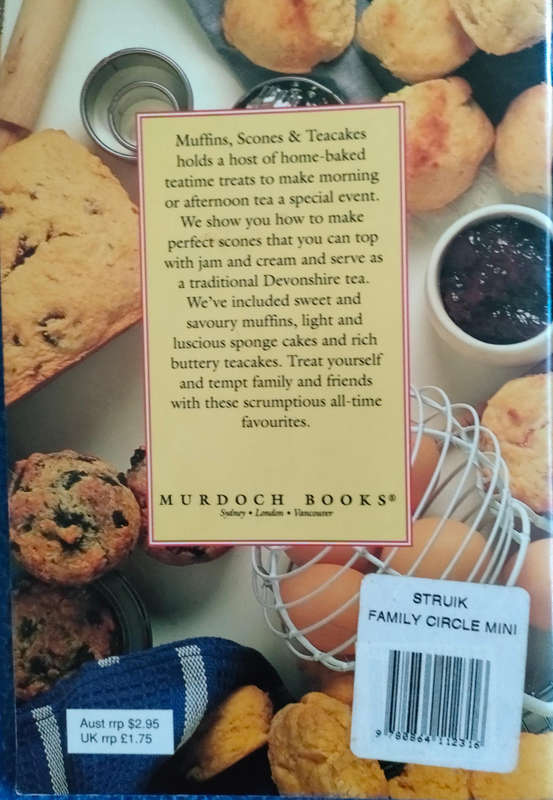 Muffins, Scones & Teacakes
holds a host of home-baked
teatime treats to make morning
or afternoon tea a special event.
We show you how to make
perfect scones that you can top
with jam and cream and serve as
a traditional Devonshire tea.
We've included sweet and
savoury muffins, light and
luscious sponge cakes and rich
buttery teacakes. Treat yourself
and tempt family and friends
with these scrumptious all-time
favourites.
MURDOCH BOOKS®
Sydney • London • Vancouver
STRUIK
FAMILY CIRCLE MINI
9 780864 112316
Aust rrp $2.95
UK rrp £1.75